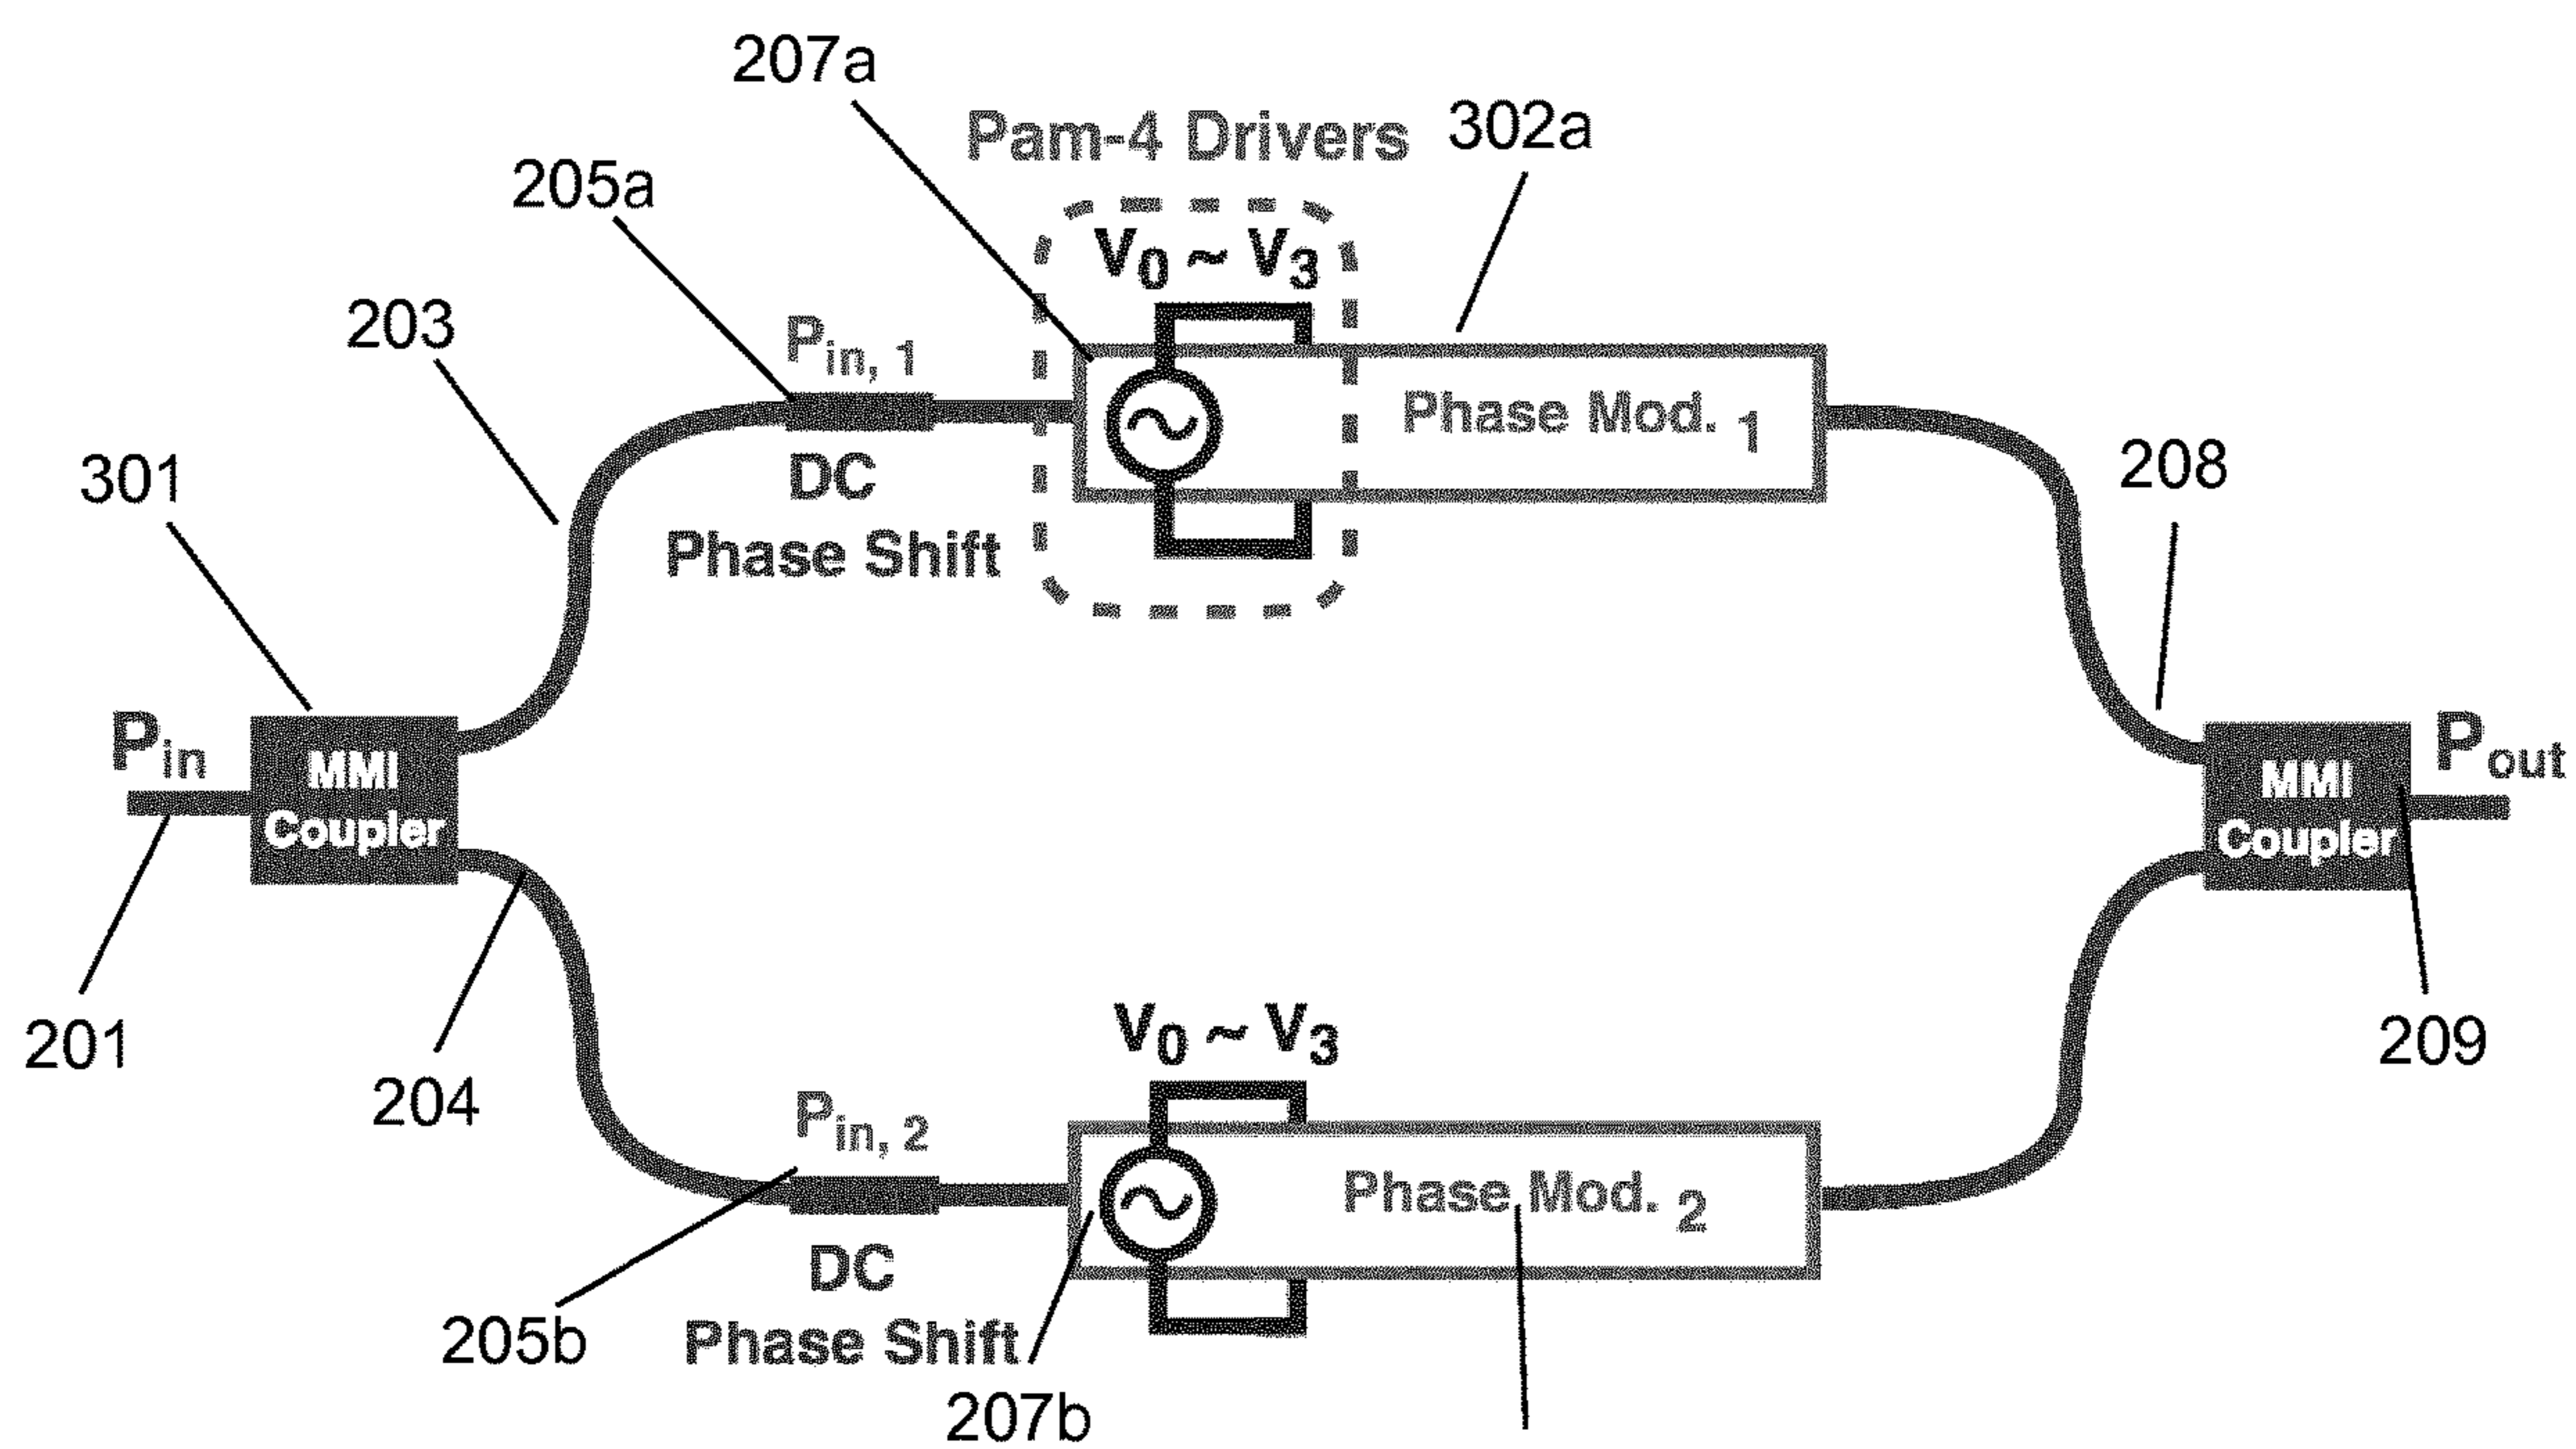 207a
Pam-4 Drivers
302a
205a
V0 ~ V3
203
Pin, 1
Phase Mod. 1
DC
Phase Shift
301
208
Pin
MMI
Coupler
MMI
Coupler
Pout
201
204
V0 ~ V3
209
Pin, 2
Phase Mod. 2
DC
Phase Shift
205b
207b